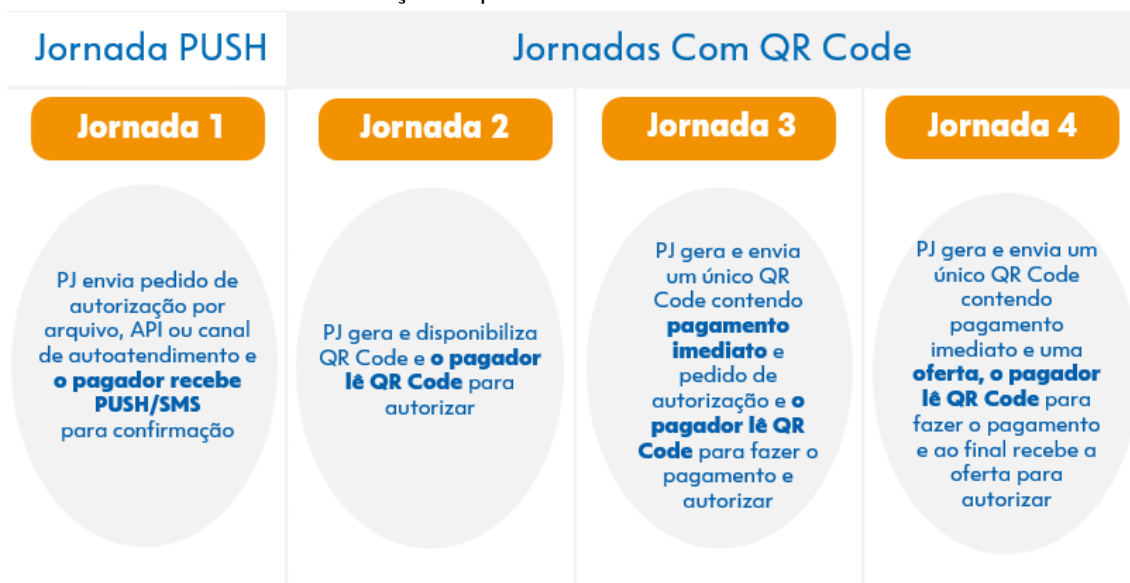 Jornada PUSH
Jornadas Com QR Code
Jornada 1
PJ envia pedido de
autorização por
arquivo, API ou canal
de autoatendimento e
o pagador recebe
PUSH/SMS
para confirmação
Jornada 2
PJ gera e disponibiliza
QR Code e o pagador
lê QR Code para
autorizar
Jornada 3
PJ gera e envia
um único QR
Code contendo
pagamento
imediato e
pedido de
autorização e o
pagador lê QR
Code para fazer o
pagamento e
autorizar
Jornada 4
PJ gera e envia um
único QR Code
contendo
pagamento
imediato e uma
oferta, o pagador
lê QR Code para
fazer o pagamento
e ao final recebe a
oferta para
autorizar